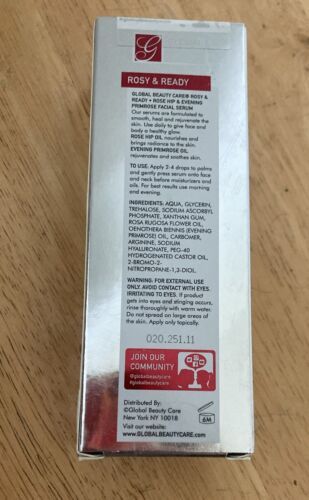 G
ROSY & READY
GLOBAL BEAUTY CARE® ROSY &
READY • ROSE HIP & EVENING
PRIMROSE FACIAL SERUM
Our serums are formulated to
smooth, heal and rejuvenate the
skin. Use daily to give face and
body a healthy glow.
ROSE HIP OIL nourishes and
brings radiance to the skin.
EVENING PRIMROSE OIL
rejuvenates and soothes skin.
TO USE: Apply 2-4 drops to palms
and gently press serum onto face
and neck before moisturizers and oils.
For best results use morning
and evening.
INGREDIENTS: AQUA, GLYCERIN,
TREHALOSE, SODIUM ASCORBYL
PHOSPHATE, XANTHAN GUM,
ROSA RUGOSA FLOWER OIL,
OENOTHERA BIENNIS (EVENING
PRIMROSE) OIL, CARBOMER,
ARGININE, SODIUM
HYALURONATE, PEG-40
HYDROGENATED CASTOR OIL,
2-BROMO-2-
NITROPROPANE-1,3-DIOL.
WARNING: FOR EXTERNAL USE
ONLY. AVOID CONTACT WITH EYES.
IRRITATING TO EYES. If product
gets into eyes and stinging occurs,
rinse thoroughly with warm water.
Do not spread on large areas of the
skin. Apply only topically.
020.251.11
JOIN OUR
COMMUNITY
@globalbeautycare
#globalbeautycare
Distributed By:
©Global Beauty Care
New York NY 10018
Visit our website:
www.GLOBALBEAUTYCARE.com
6M